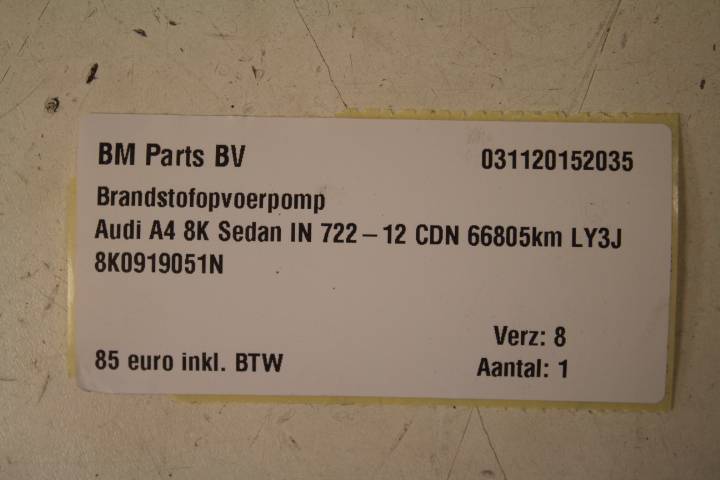 BM Parts BV 031120152035
Brandstofopvoerpomp
Audi A4 8K Sedan IN 722 – 12 CDN 66805km LY3J
8K0919051N
Verz: 8
85 euro inkl. BTW Aantal: 1